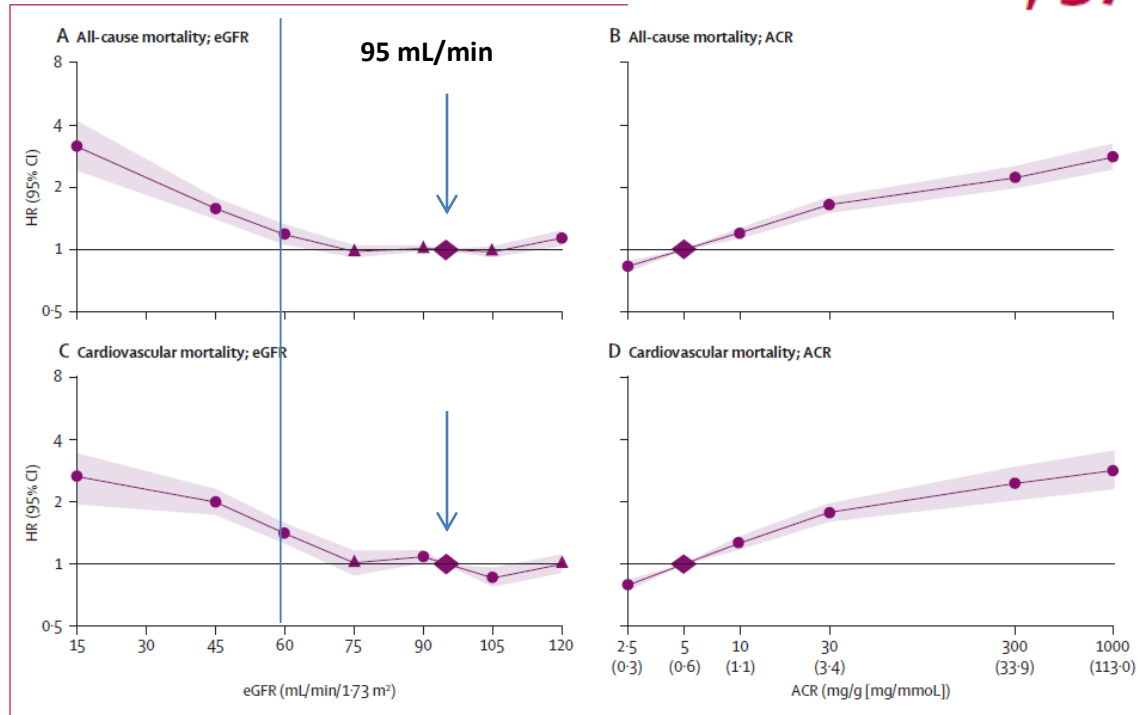 A All-cause mortality; eGFR
95 mL/min
8
4
2
1
0·5
HR (95% CI)
B All-cause mortality; ACR
C Cardiovascular mortality; eGFR
8
4
2
1
0·5
HR (95% CI)
15 30 45 60 75 90 105 120
eGFR (mL/min/1·73 m²)
D Cardiovascular mortality; ACR
2·5 5 10 30 300 1000
(0·3) (0·6) (1·1) (3·4) (33·9) (113·0)
ACR (mg/g [mg/mmoL])